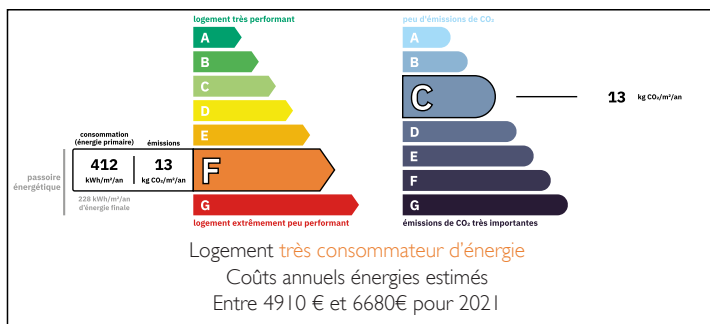 logement très performant
A
B
C
D
E
consommation
(énergie primaire)
émissions
412
kWh/m²/an
13
kg CO₂/m²/an
F
passoire
énergétique
228 kWh/m²/an
d'énergie finale
G
logement extrêmement peu performant
peu d'émissions de CO₂
A
B
C
13 kg CO₂/m²/an
D
E
F
G
émissions de CO₂ très importantes
Logement très consommateur d'énergie
Coûts annuels énergies estimés
Entre 4910 € et 6680€ pour 2021